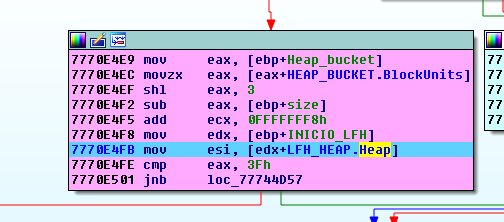 7770E4E9 mov eax, [ebp+Heap_bucket]
7770E4EC movzx eax, [eax+HEAP_BUCKET.BlockUnits]
7770E4EF shl eax, 3
7770E4F2 sub eax, [ebp+size]
7770E4F5 add ecx, 0FFFFFFF8h
7770E4F8 mov edx, [ebp+INICIO_LFH]
7770E4FB mov esi, [edx+LFH_HEAP.Heap]
7770E4FE cmp eax, 3Fh
7770E501 jnb loc_77744D57